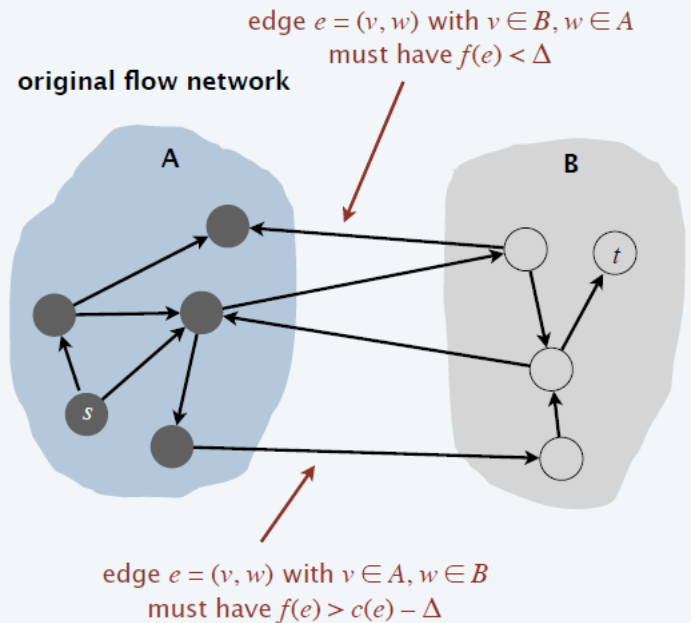 edge e = (v, w) with v ∈ B, w ∈ A
must have f(e) < Δ
original flow network
A
B
t
s
edge e = (v, w) with v ∈ A, w ∈ B
must have f(e) > c(e) – Δ